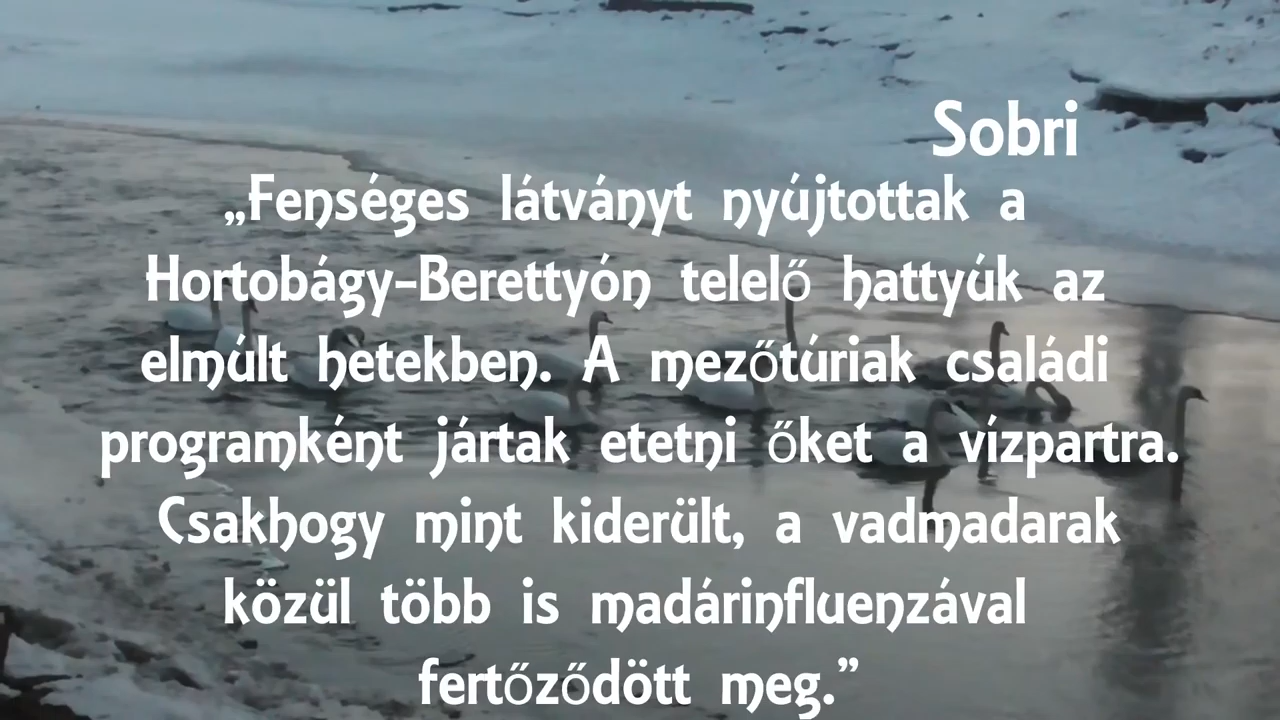 Sobri
„Fenséges látványt nyújtottak a
Hortobágy-Berettyón telelő hattyúk az
elmúlt hetekben. A mezőtúriak családi
programként jártak etetni őket a vízpartra.
Csakhogy mint kiderült, a vadmadarak
közül több is madárinfluenzával
fertőződött meg.”